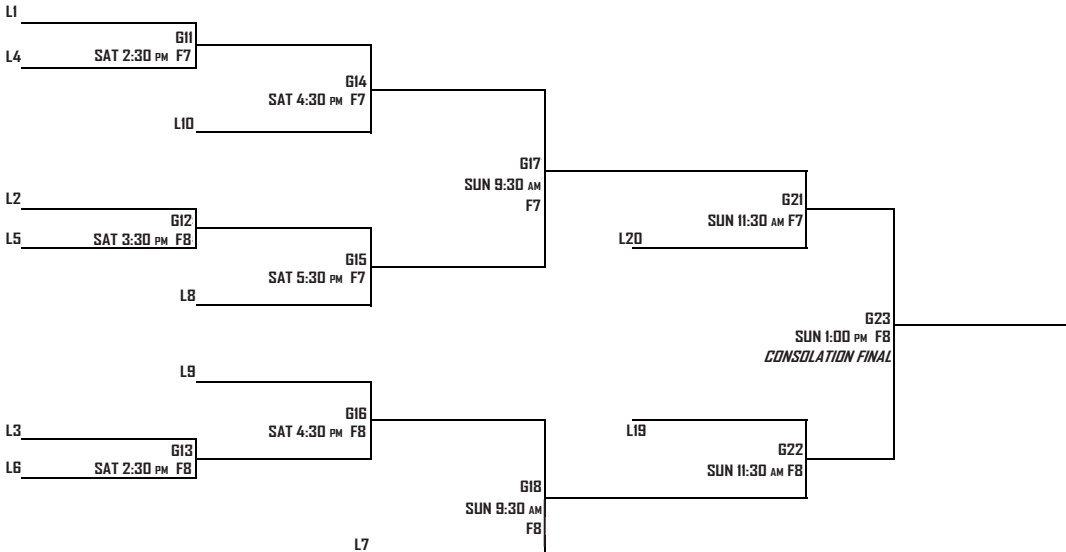 L1
G11
SAT 2:30 PM F7
L4
G14
SAT 4:30 PM F7
L10
G17
SUN 9:30 AM
F7
L2
G12
SAT 3:30 PM F8
L5
G15
SAT 5:30 PM F7
L8
G21
SUN 11:30 AM F7
L20
G23
SUN 1:00 PM F8
CONSOLATION FINAL
L9
G16
SAT 4:30 PM F8
L3
G13
SAT 2:30 PM F8
L6
L19
G22
SUN 11:30 AM F8
G18
SUN 9:30 AM
F8
L7